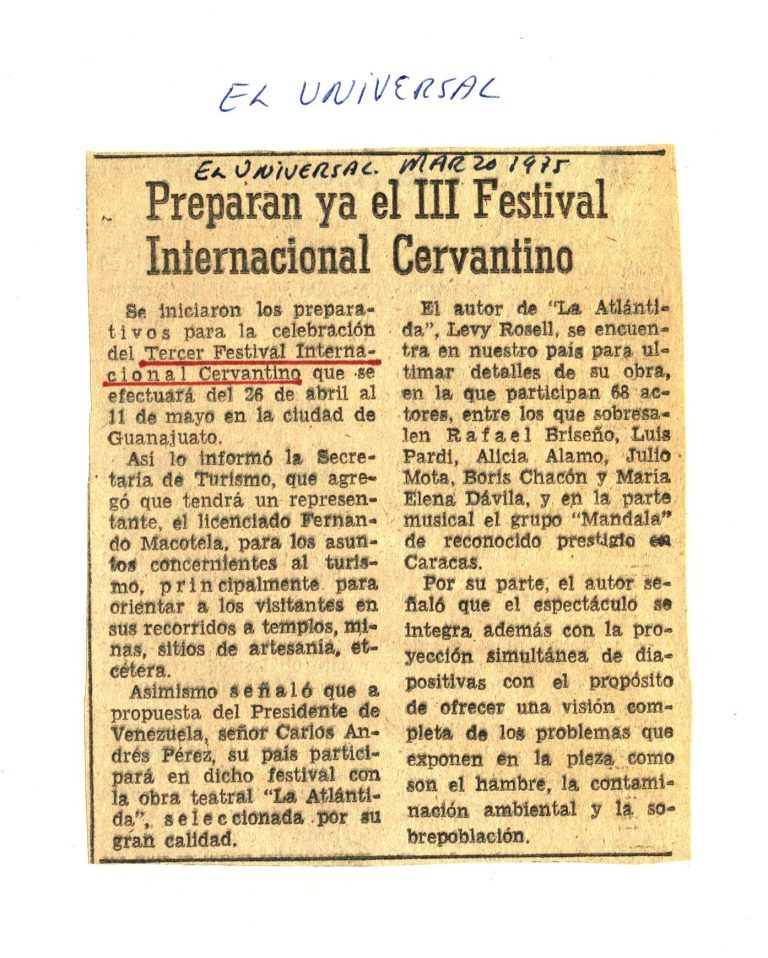 EL UNIVERSAL
EL UNIVERSAL. MARZO 1975
Preparan ya el III Festival
Internacional Cervantino
Se iniciaron los prepara-
tivos para la celebración
del Tercer Festival Interna-
cional Cervantino que se
efectuará del 26 de abril al
11 de mayo en la ciudad de
Guanajuato.
Así lo informó la Secre-
taría de Turismo, que agre-
gó que tendrá un represen-
tante, el licenciado Fernan-
do Macotela, para los asun-
tos concernientes al turis-
mo, principalmente para
orientar a los visitantes en
sus recorridos a templos, mi-
nas, sitios de artesanía, et-
cétera.
Asimismo señaló que a
propuesta del Presidente de
Venezuela, señor Carlos An-
drés Pérez, su país partici-
pará en dicho festival con
la obra teatral "La Atlánti-
da", seleccionada por su
gran calidad.
El autor de "La Atlánti-
da", Levy Rosell, se encuen-
tra en nuestro país para ul-
timar detalles de su obra,
en la que participan 68 ac-
tores, entre los que sobresa-
len Rafael Briseño, Luis
Pardi, Alicia Alamo, Julio
Mota, Boris Chacón y María
Elena Dávila, y en la parte
musical el grupo "Mandala"
de reconocido prestigio en
Caracas.
Por su parte, el autor se-
ñaló que el espectáculo se
integra además con la pro-
yección simultánea de dia-
positivas con el propósito
de ofrecer una visión com-
pleta de los problemas que
exponen en la pieza como
son el hambre, la contami-
nación ambiental y la so-
brepoblación.